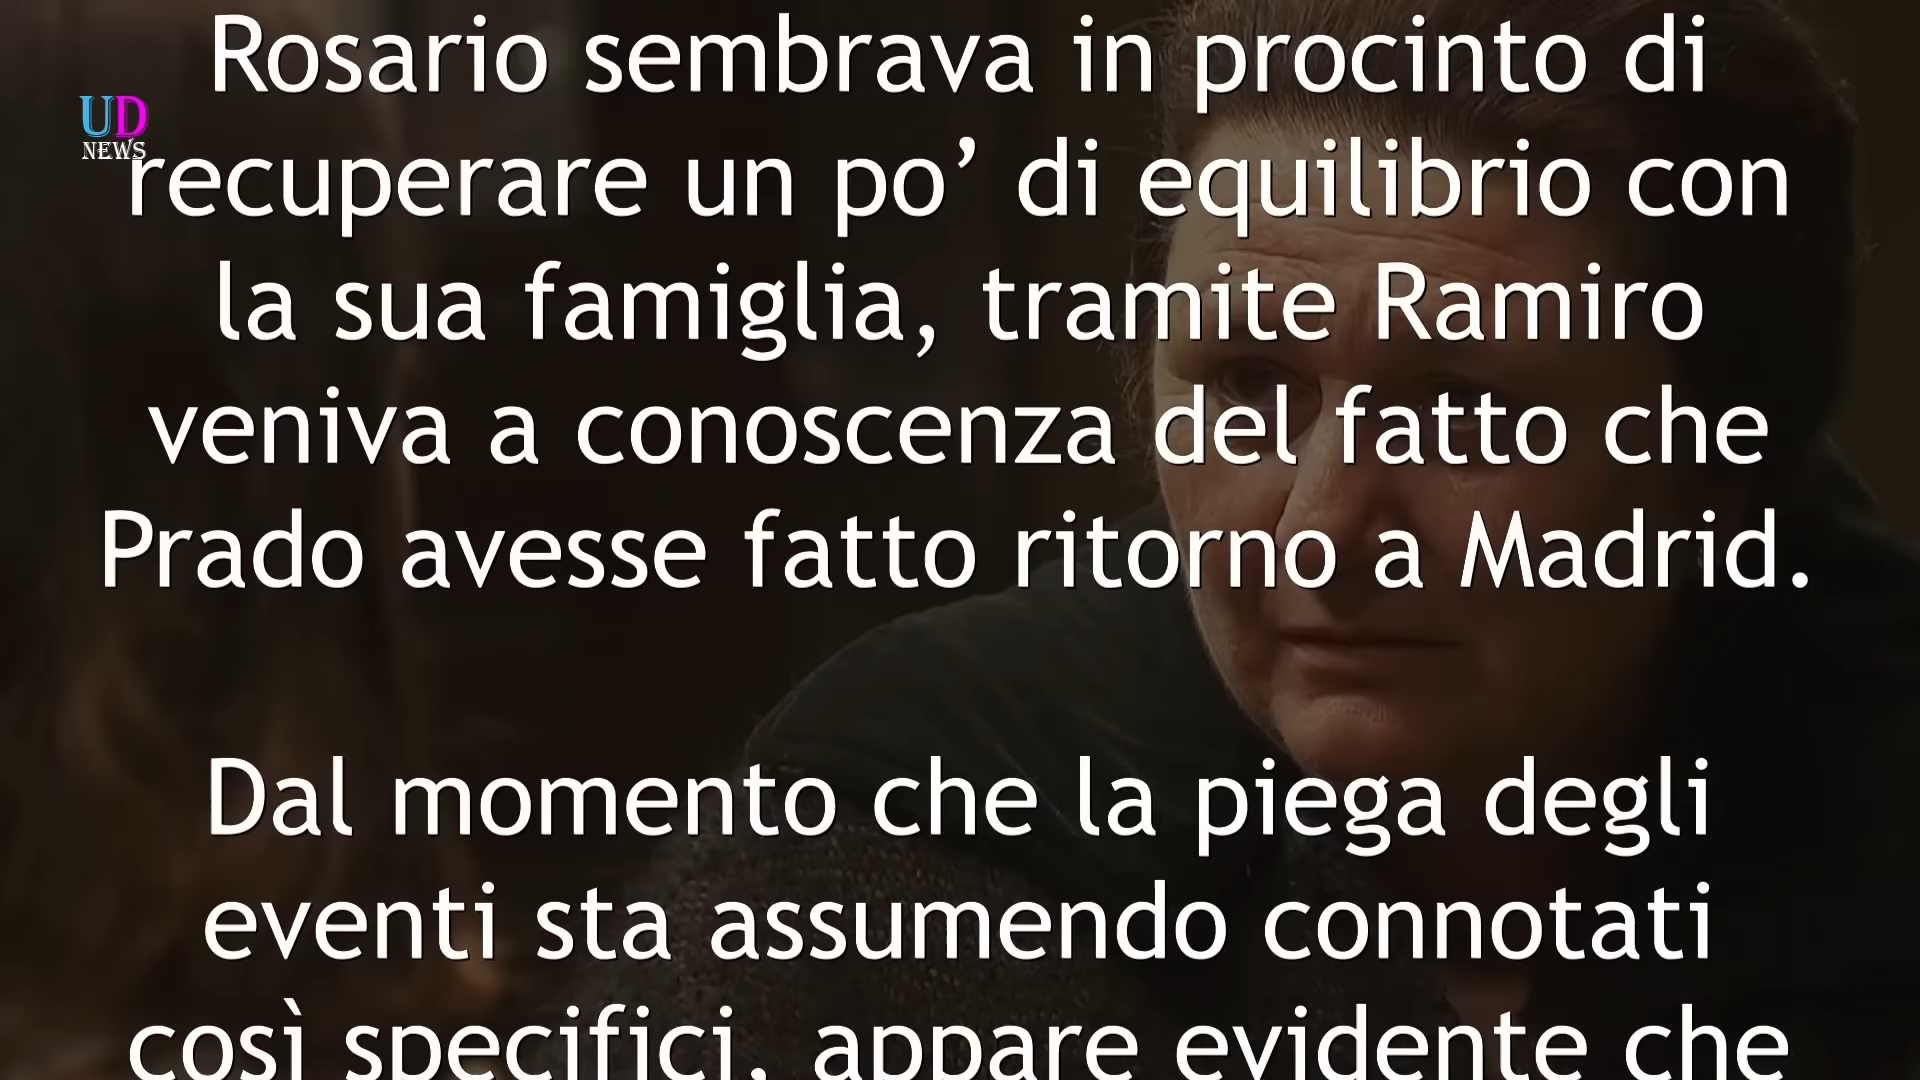 Rosario sembrava in procinto di
UD
NEWS
recuperare un po’ di equilibrio con
la sua famiglia, tramite Ramiro
veniva a conoscenza del fatto che
Prado avesse fatto ritorno a Madrid.
Dal momento che la piega degli
eventi sta assumendo connotati
così specifici, appare evidente che